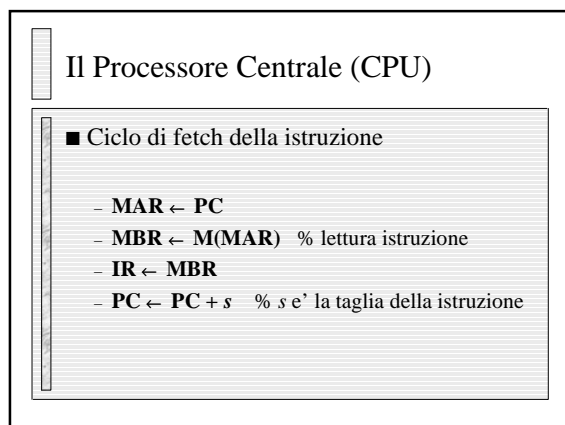 Il Processore Centrale (CPU)
■ Ciclo di fetch della istruzione
– MAR ← PC
– MBR ← M(MAR) % lettura istruzione
– IR ← MBR
– PC ← PC + s % s e’ la taglia della istruzione